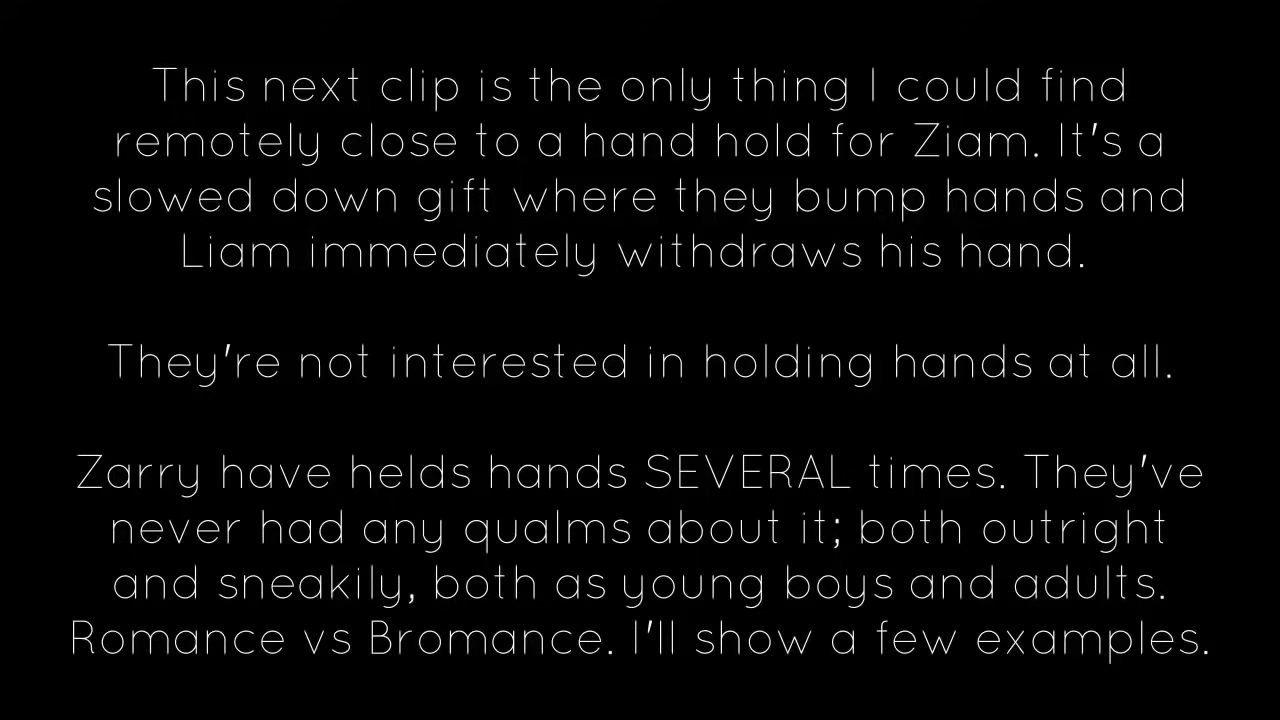 This next clip is the only thing I could find
remotely close to a hand hold for Ziam. It's a
slowed down gift where they bump hands and
Liam immediately withdraws his hand.
They're not interested in holding hands at all.
Zarry have helds hands SEVERAL times. They've
never had any qualms about it; both outright
and sneakily, both as young boys and adults.
Romance vs Bromance. I'll show a few examples.